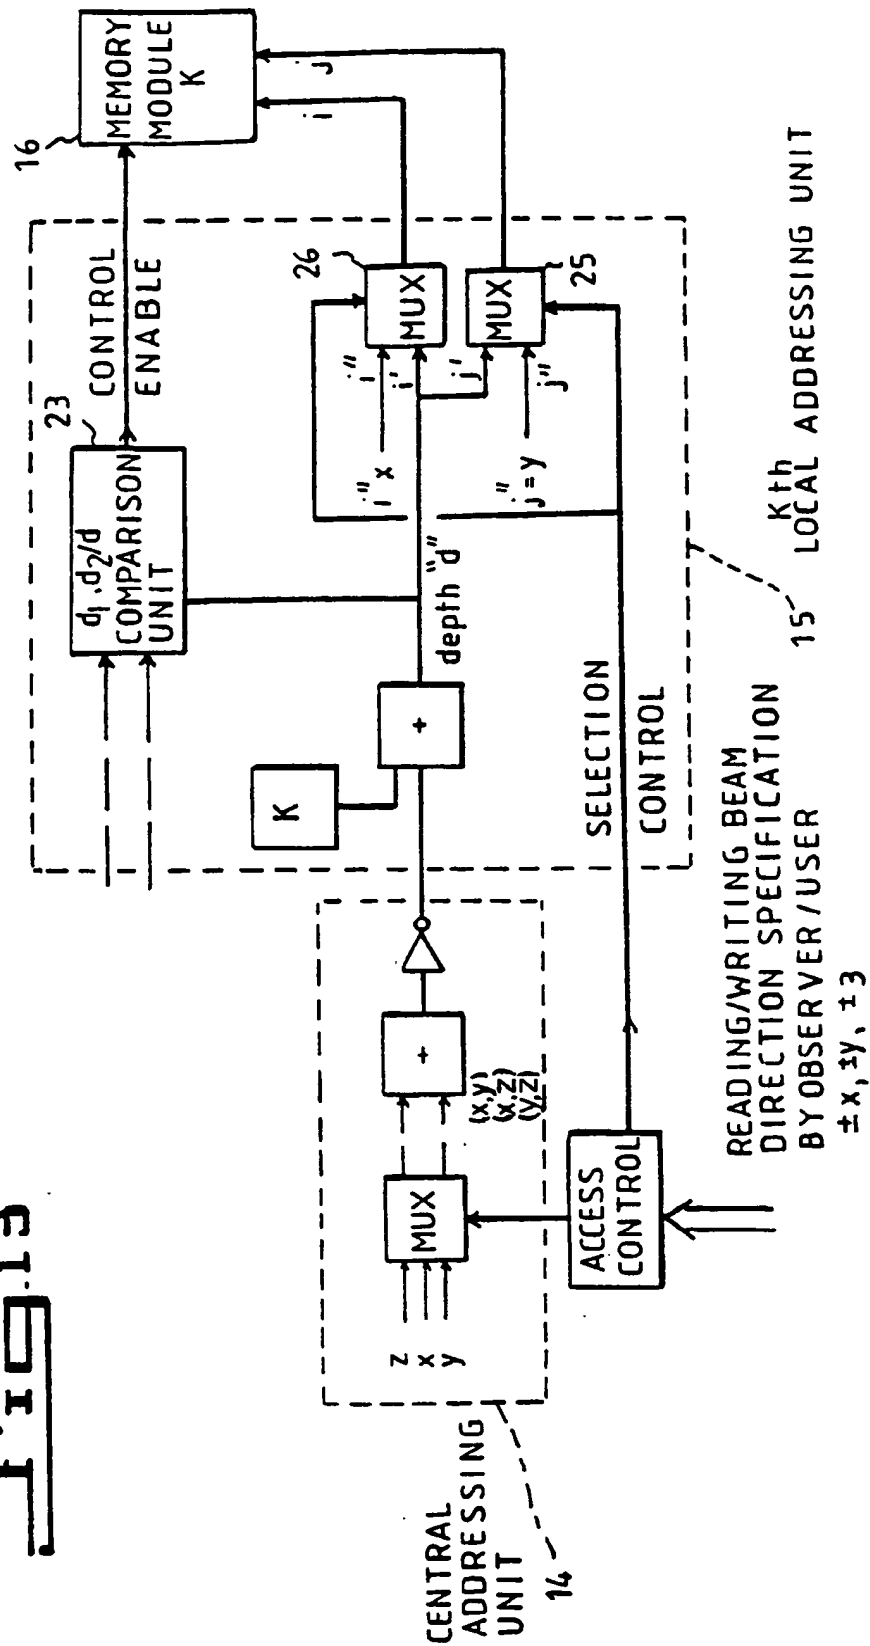 Fig.13
CENTRAL
ADDRESSING
UNIT
14
z
x
y
MUX
+
(x,y)
(x,z)
(y,z)
ACCESS
CONTROL
READING/WRITING BEAM
DIRECTION SPECIFICATION
BY OBSERVER/USER
±x, ±y, ±3
K
+
depth "d"
SELECTION
CONTROL
d1,d2/d
COMPARISON
UNIT
23
CONTROL
ENABLE
i" x
i"
i'
MUX
26
j"=y
j'
j"
MUX
25
16
MEMORY
MODULE
K
i
j
15
Kth
LOCAL ADDRESSING UNIT